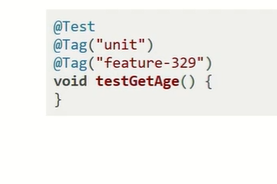 @Test
@Tag("unit")
@Tag("feature-329")
void testGetAge() {
}